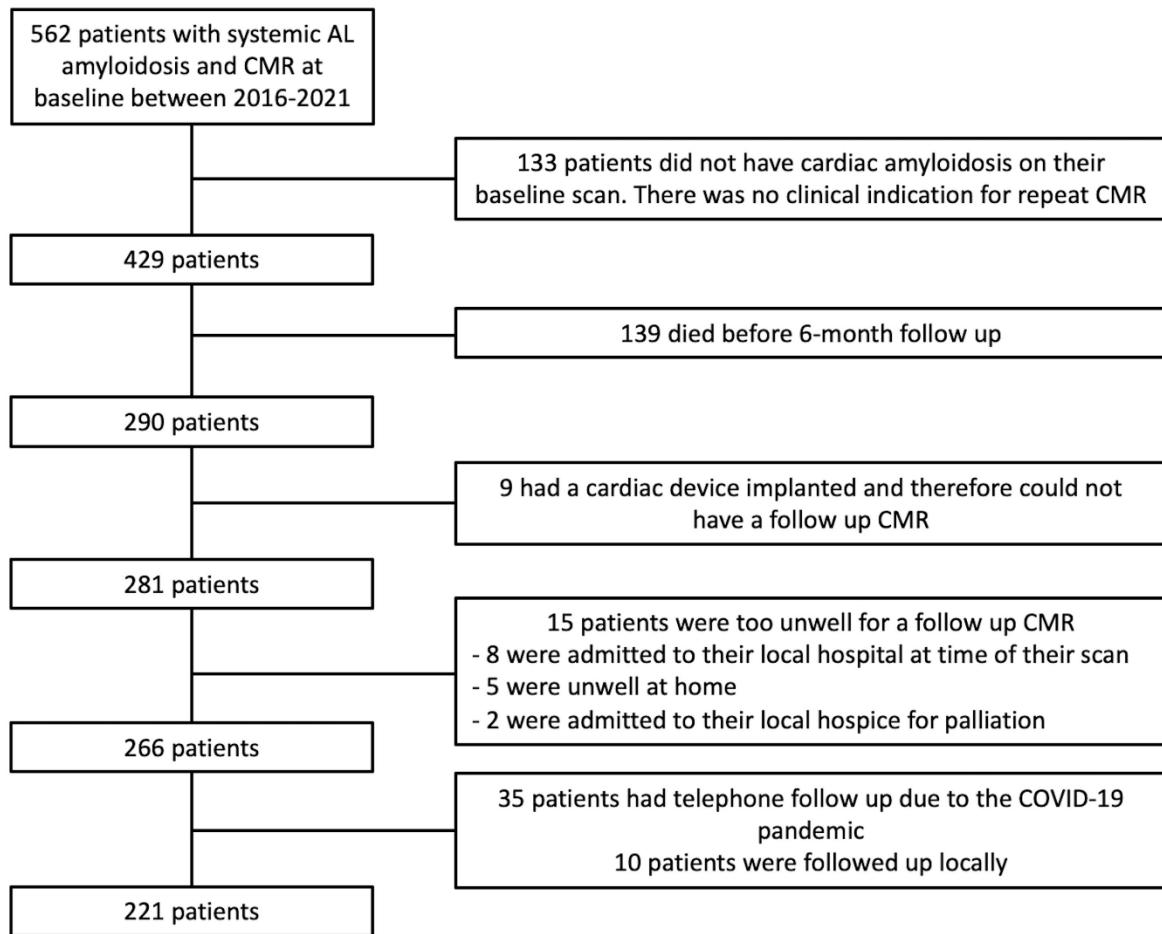 562 patients with systemic AL
amyloidosis and CMR at
baseline between 2016-2021
133 patients did not have cardiac amyloidosis on their
baseline scan. There was no clinical indication for repeat CMR
429 patients
139 died before 6-month follow up
290 patients
9 had a cardiac device implanted and therefore could not
have a follow up CMR
281 patients
15 patients were too unwell for a follow up CMR
- 8 were admitted to their local hospital at time of their scan
- 5 were unwell at home
- 2 were admitted to their local hospice for palliation
266 patients
35 patients had telephone follow up due to the COVID-19
pandemic
10 patients were followed up locally
221 patients